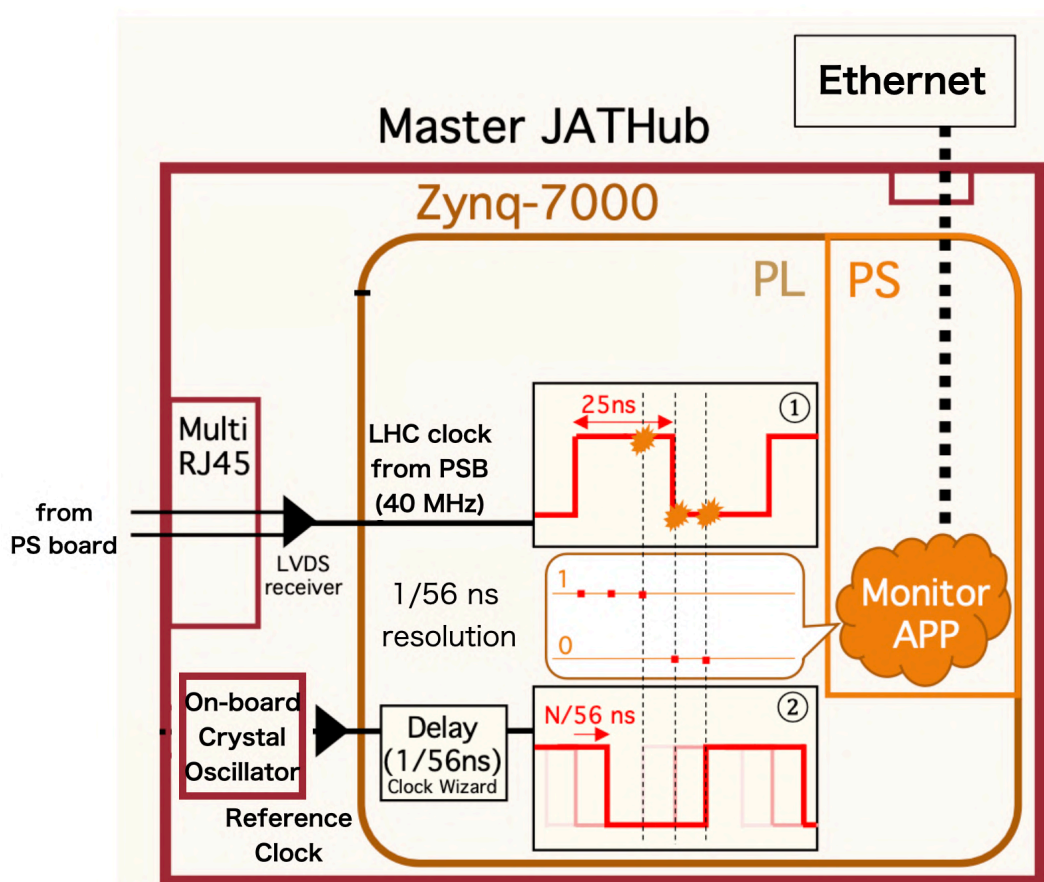 Ethernet
Master JATHub
Zynq-7000
PL
PS
25ns
①
Multi
RJ45
LHC clock
from PSB
(40 MHz)
from
PS board
LVDS
receiver
1/56 ns
resolution
1
0
Monitor
APP
On-board
Crystal
Oscillator
Delay
(1/56ns)
Clock Wizard
N/56 ns
②
Reference
Clock